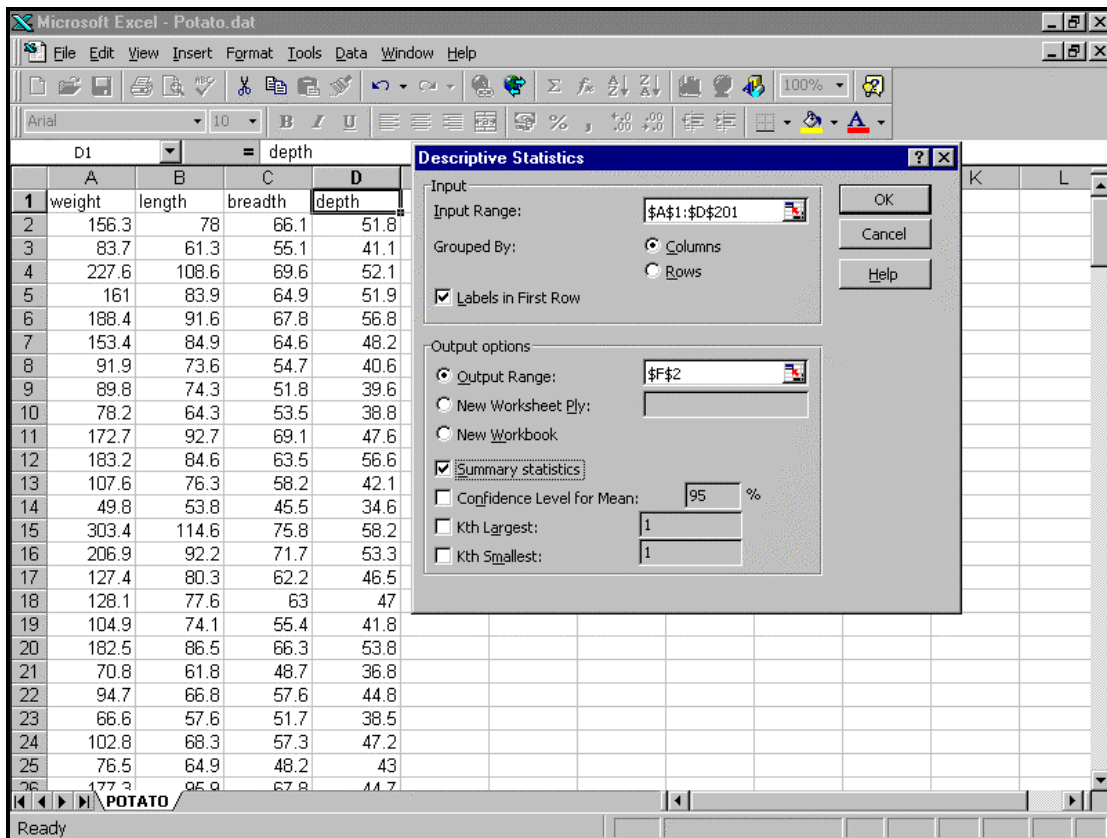 Microsoft Excel - Potato.dat
File Edit View Insert Format Tools Data Window Help
100%
Arial 10 B I U % ,
D1 = depth
A B C D K L
1 weight length breadth depth
2 156.3 78 66.1 51.8
3 83.7 61.3 55.1 41.1
4 227.6 108.6 69.6 52.1
5 161 83.9 64.9 51.9
6 188.4 91.6 67.8 56.8
7 153.4 84.9 64.6 48.2
8 91.9 73.6 54.7 40.6
9 89.8 74.3 51.8 39.6
10 78.2 64.3 53.5 38.8
11 172.7 92.7 69.1 47.6
12 183.2 84.6 63.5 56.6
13 107.6 76.3 58.2 42.1
14 49.8 53.8 45.5 34.6
15 303.4 114.6 75.8 58.2
16 206.9 92.2 71.7 53.3
17 127.4 80.3 62.2 46.5
18 128.1 77.6 63 47
19 104.9 74.1 55.4 41.8
20 182.5 86.5 66.3 53.8
21 70.8 61.8 48.7 36.8
22 94.7 66.8 57.6 44.8
23 66.6 57.6 51.7 38.5
24 102.8 68.3 57.3 47.2
25 76.5 64.9 48.2 43
26 177.3 95.9 67.8 44.7
Descriptive Statistics
Input
Input Range: $A$1:$D$201
Grouped By: Columns
Rows
Labels in First Row
OK
Cancel
Help
Output options
Output Range: $F$2
New Worksheet Ply:
New Workbook
Summary statistics
Confidence Level for Mean: 95 %
Kth Largest: 1
Kth Smallest: 1
POTATO
Ready